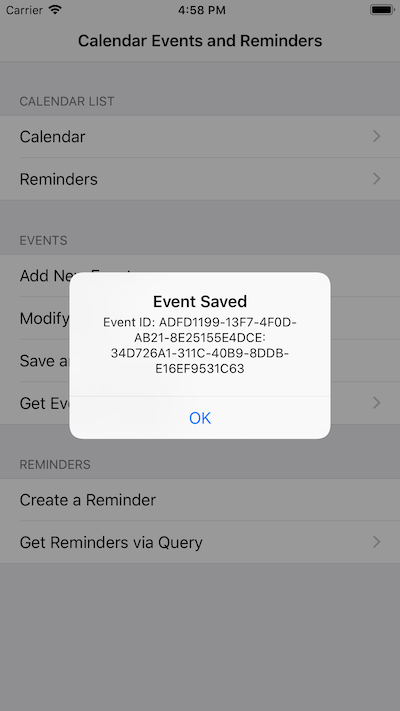 Carrier 4:58 PM
Calendar Events and Reminders
CALENDAR LIST
Calendar
Reminders
EVENTS
Add New
Modify
Save
Get
Event Saved
Event ID: ADFD1199-13F7-4F0D-
AB21-8E25155E4DCE:
34D726A1-311C-40B9-8DDB-
E16EF9531C63
OK
REMINDERS
Create a Reminder
Get Reminders via Query